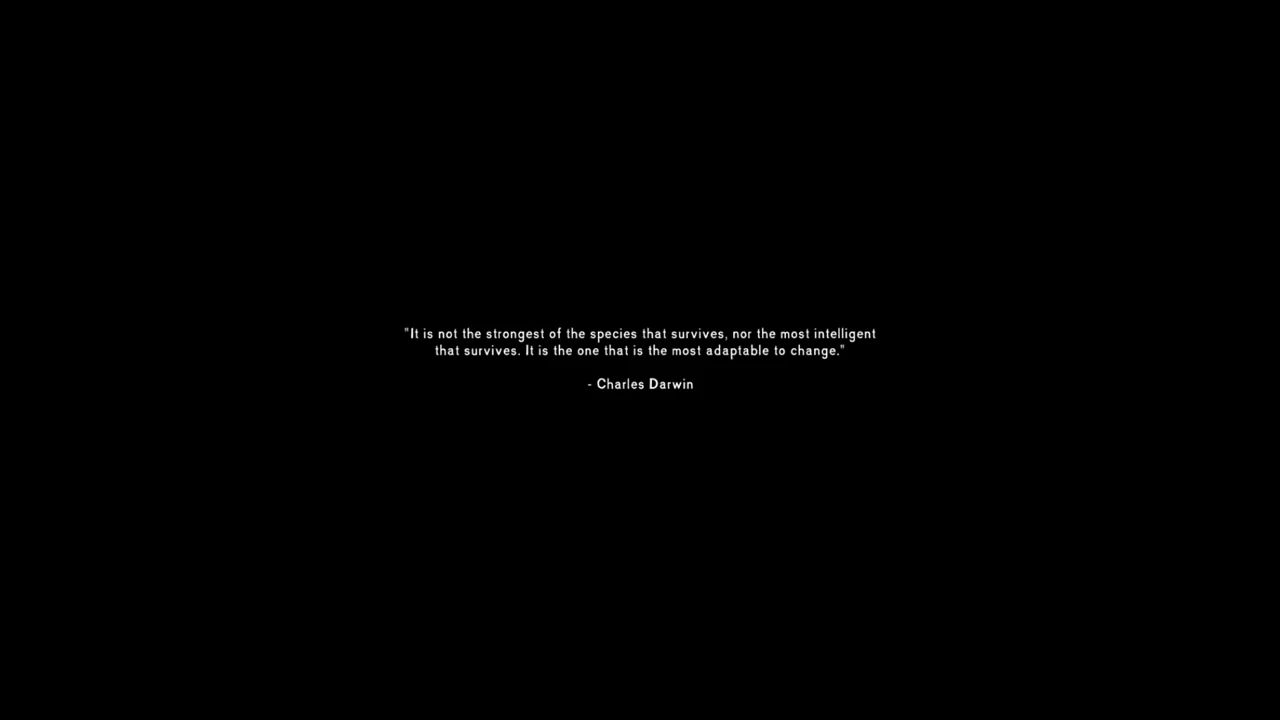 "It is not the strongest of the species that survives, nor the most intelligent
that survives. It is the one that is the most adaptable to change."
- Charles Darwin